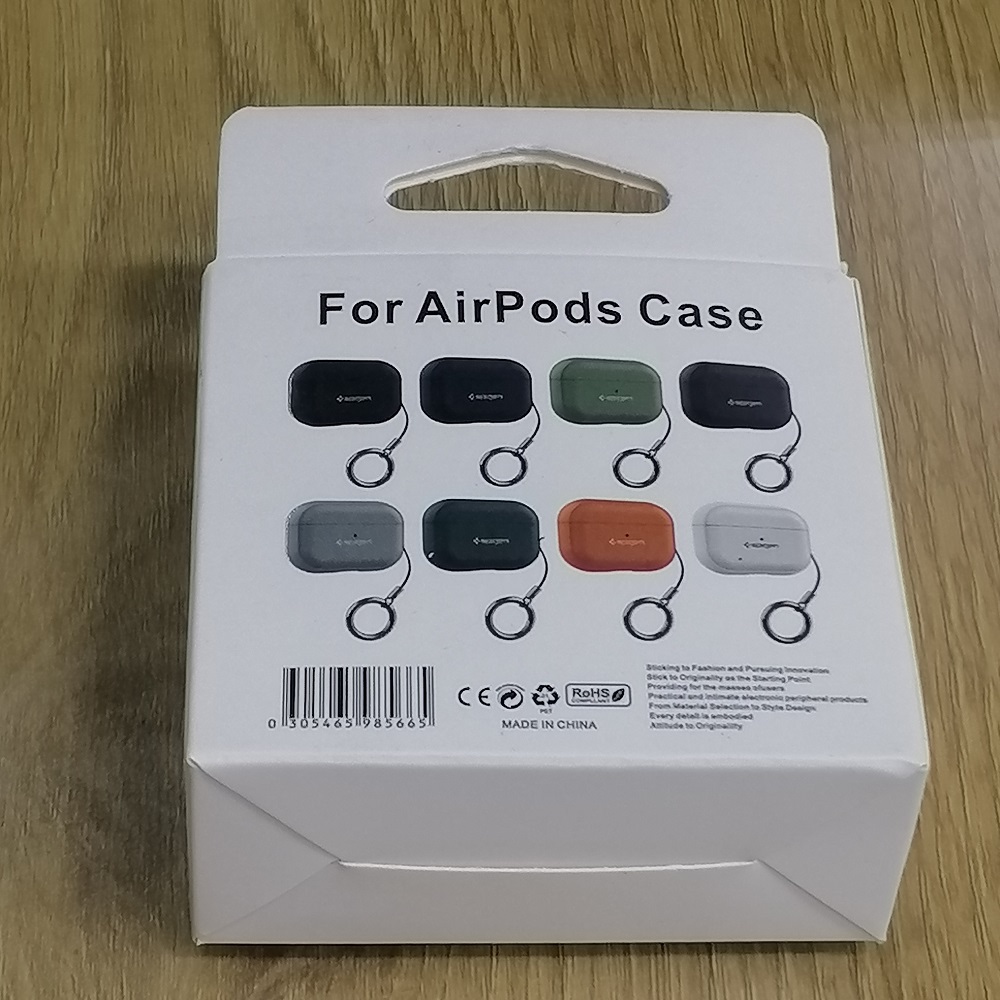 For AirPods Case
0 305465 985665
CE RoHS
COMPLIANT
PET
MADE IN CHINA
Sticking to Fashion and Pursuing Innovation
Stick to Originality as the Starting Point
Providing for the masses ofusers
Practical and intimate electronic peripheral products
From Material Selection to Style Design
Every detail is embodied
Attitude to Originality